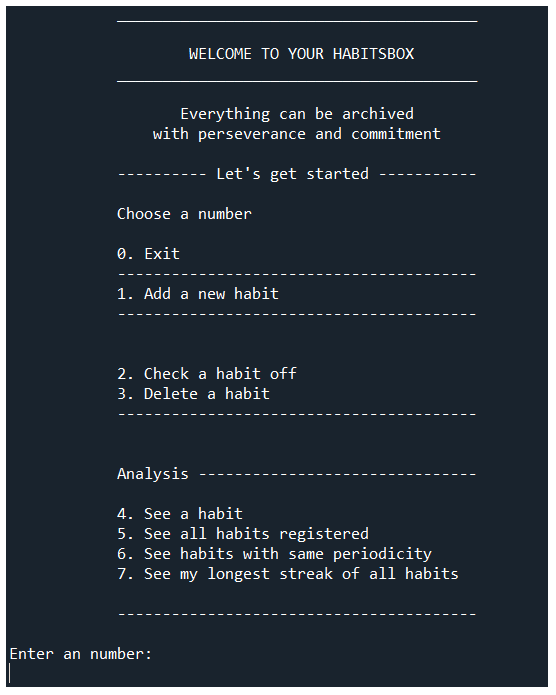 WELCOME TO YOUR HABITSBOX
Everything can be archived
with perseverance and commitment
---------- Let's get started -----------
Choose a number
0. Exit
----------------------------------------
1. Add a new habit
----------------------------------------
2. Check a habit off
3. Delete a habit
----------------------------------------
Analysis -------------------------------
4. See a habit
5. See all habits registered
6. See habits with same periodicity
7. See my longest streak of all habits
----------------------------------------
Enter an number: